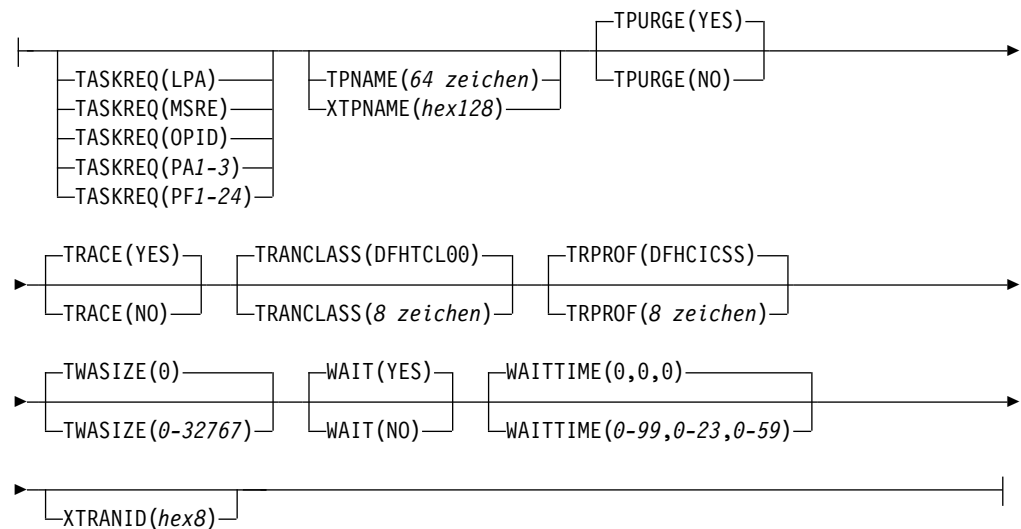 TPURGE(YES)
TASKREQ(LPA) TPNAME(64 zeichen) TPURGE(NO)
TASKREQ(MSRE) XTPNAME(hex128)
TASKREQ(OPID)
TASKREQ(PA1-3)
TASKREQ(PF1-24)
TRACE(YES) TRANCLASS(DFHTCL00) TRPROF(DFHCICSS)
TRACE(NO) TRANCLASS(8 zeichen) TRPROF(8 zeichen)
TWASIZE(0) WAIT(YES) WAITTIME(0,0,0)
TWASIZE(0-32767) WAIT(NO) WAITTIME(0-99,0-23,0-59)
XTRANID(hex8)